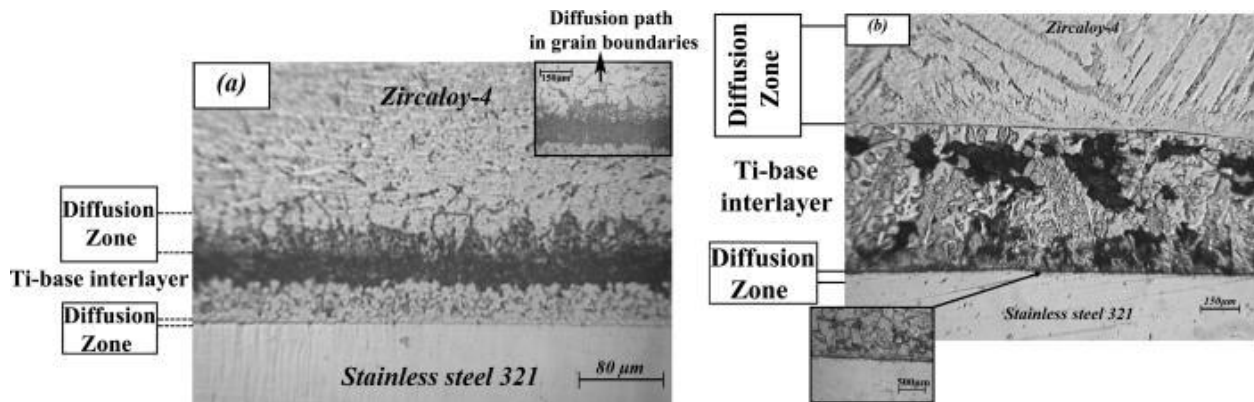 Diffusion path
in grain boundaries
(a)
150µm
Zircaloy-4
Diffusion
Zone
Ti-base interlayer
Diffusion
Zone
Stainless steel 321
80 µm
(b)
Zircaloy-4
Diffusion
Zone
Ti-base
interlayer
Diffusion
Zone
Stainless steel 321
150µm
500µm